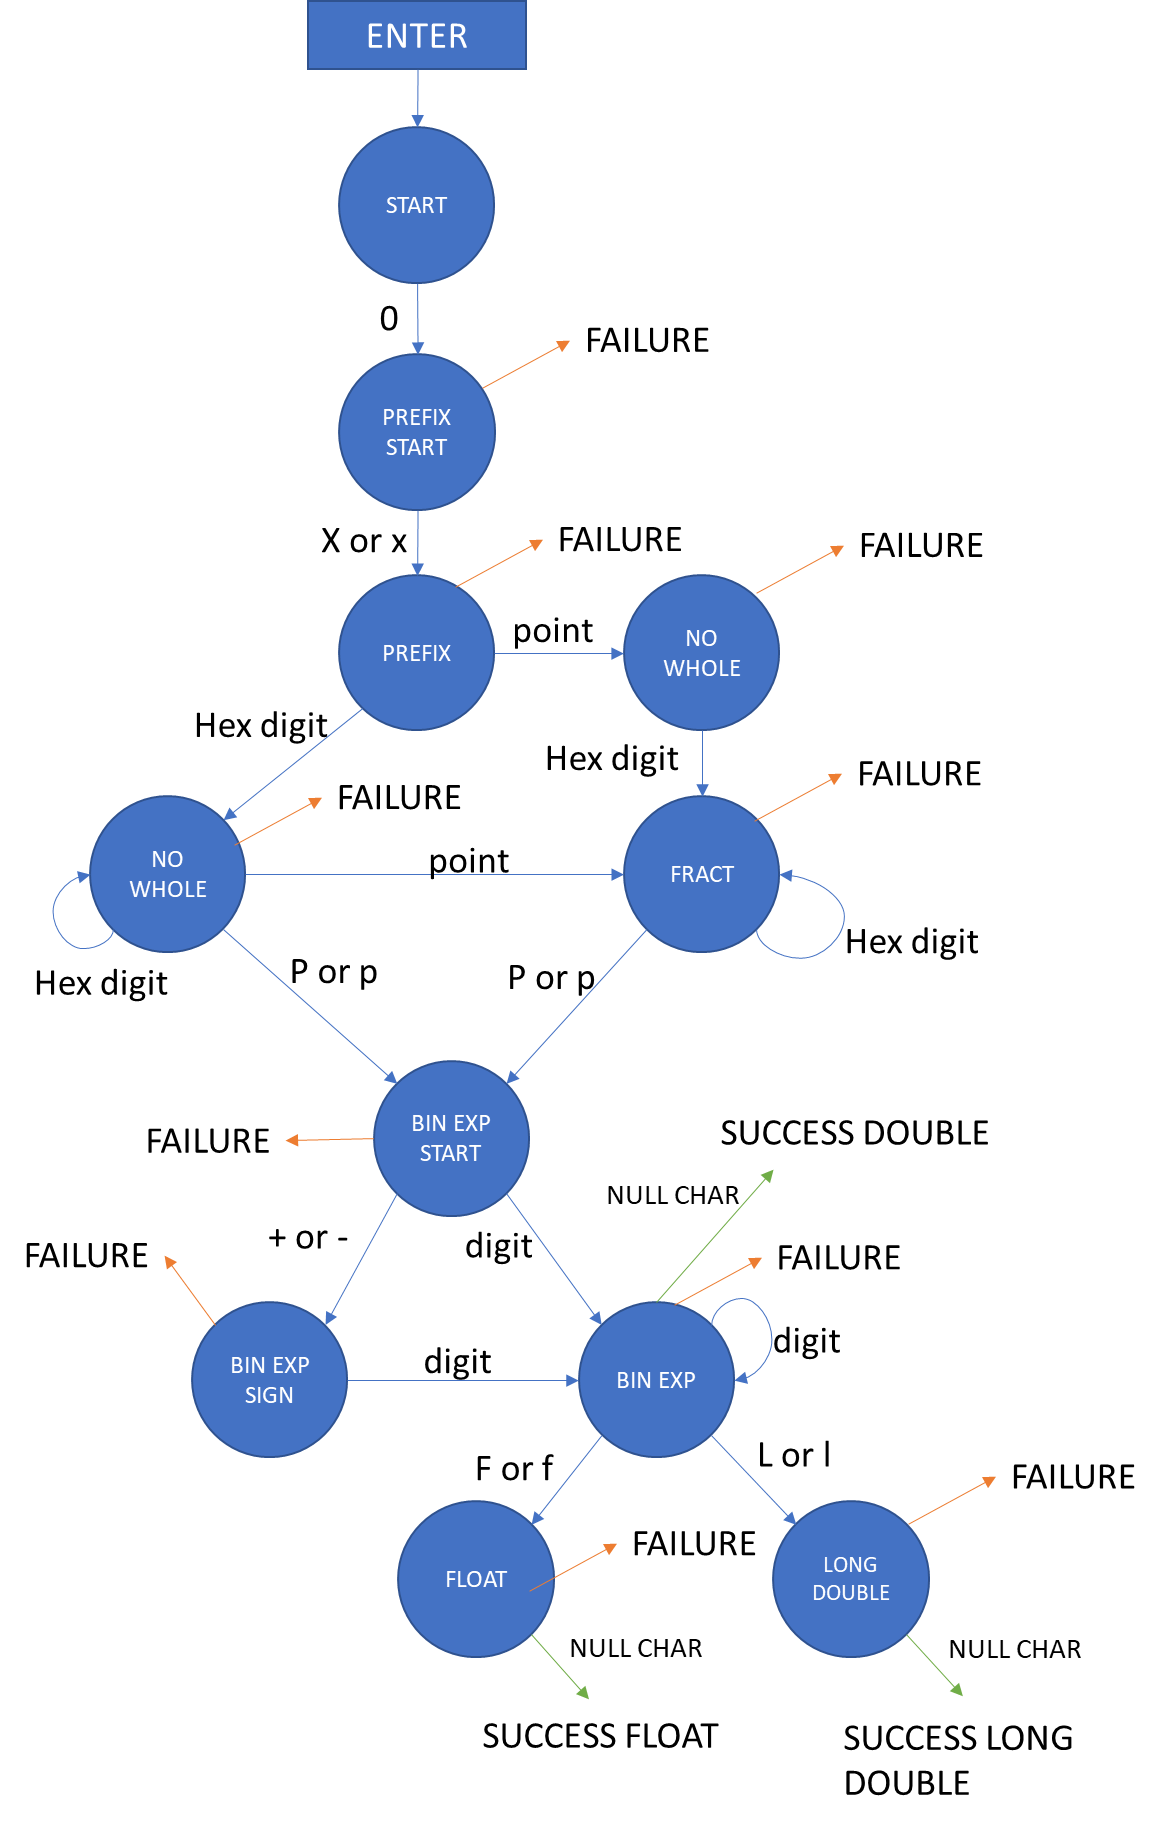 ENTER
START
0
FAILURE
PREFIX
START
X or x
FAILURE
FAILURE
point
NO
WHOLE
PREFIX
Hex digit
Hex digit
FAILURE
FAILURE
NO
WHOLE
point
FRACT
Hex digit
Hex digit
P or p
P or p
BIN EXP
START
SUCCESS DOUBLE
FAILURE
NULL CHAR
+ or -
digit
FAILURE
FAILURE
digit
digit
BIN EXP
SIGN
BIN EXP
F or f
L or l
FAILURE
FAILURE
FLOAT
LONG
DOUBLE
NULL CHAR
NULL CHAR
SUCCESS FLOAT
SUCCESS LONG
DOUBLE